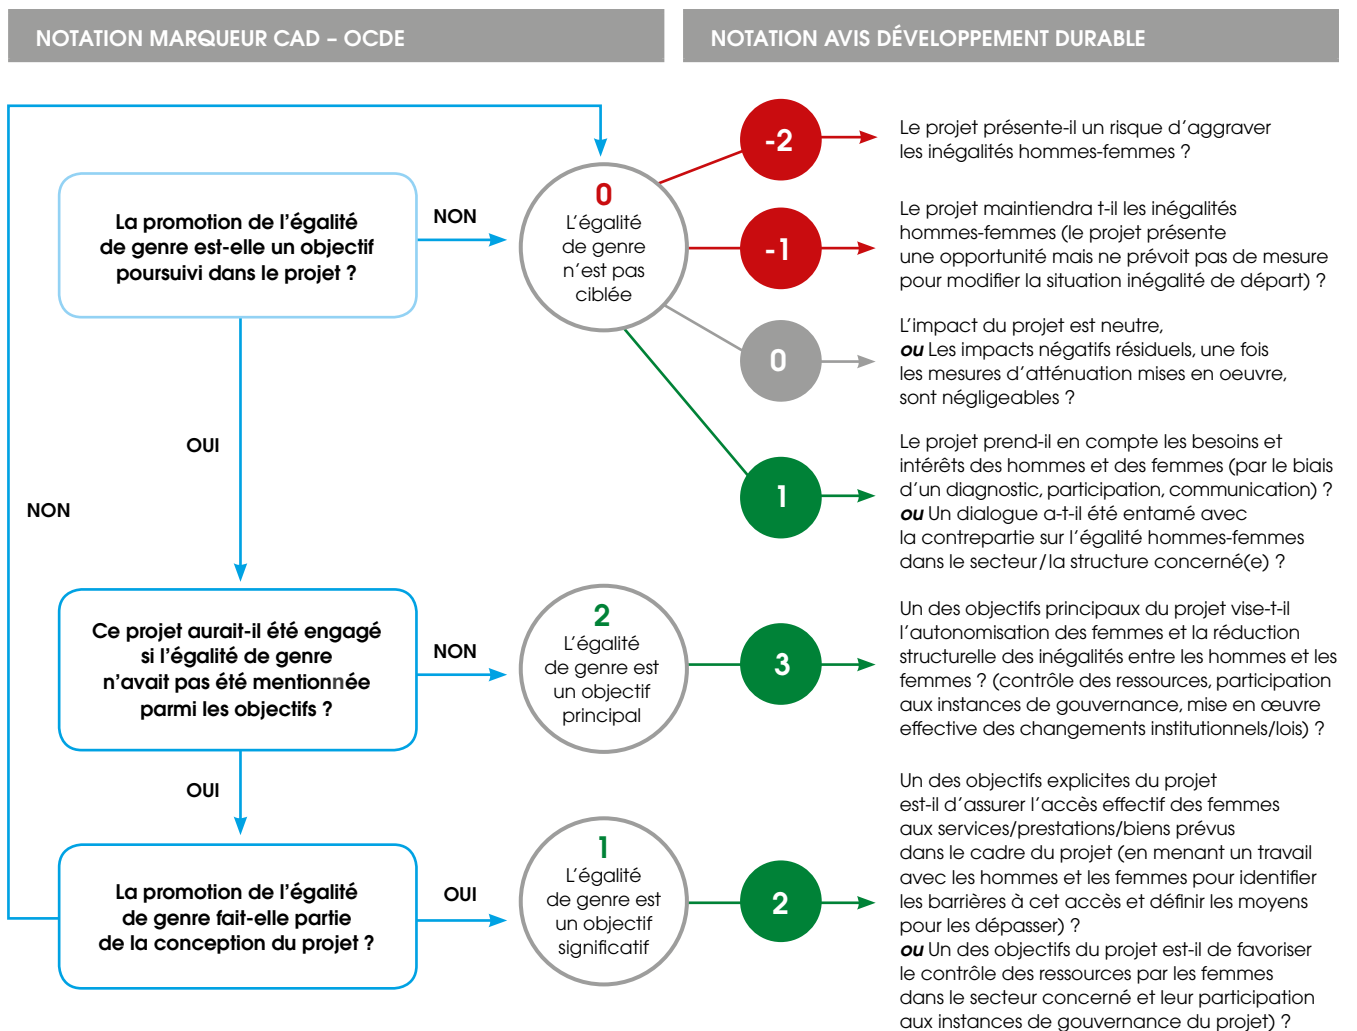 NOTATION MARQUEUR CAD – OCDE
NOTATION AVIS DÉVELOPPEMENT DURABLE
La promotion de l'égalité
de genre est-elle un objectif
poursuivi dans le projet ?
NON
0
L'égalité
de genre
n'est pas
ciblée
-2
Le projet présente-il un risque d'aggraver
les inégalités hommes-femmes ?
-1
Le projet maintiendra t-il les inégalités
hommes-femmes (le projet présente
une opportunité mais ne prévoit pas de mesure
pour modifier la situation inégalité de départ) ?
0
L'impact du projet est neutre,
ou Les impacts négatifs résiduels, une fois
les mesures d'atténuation mises en oeuvre,
sont négligeables ?
1
Le projet prend-il en compte les besoins et
intérêts des hommes et des femmes (par le biais
d'un diagnostic, participation, communication) ?
ou Un dialogue a-t-il été entamé avec
la contrepartie sur l'égalité hommes-femmes
dans le secteur/la structure concerné(e) ?
OUI
NON
Ce projet aurait-il été engagé
si l'égalité de genre
n'avait pas été mentionnée
parmi les objectifs ?
NON
2
L'égalité
de genre est
un objectif
principal
3
Un des objectifs principaux du projet vise-t-il
l'autonomisation des femmes et la réduction
structurelle des inégalités entre les hommes et les
femmes ? (contrôle des ressources, participation
aux instances de gouvernance, mise en œuvre
effective des changements institutionnels/lois) ?
OUI
La promotion de l'égalité
de genre fait-elle partie
de la conception du projet ?
OUI
1
L'égalité
de genre est
un objectif
significatif
2
Un des objectifs explicites du projet
est-il d'assurer l'accès effectif des femmes
aux services/prestations/biens prévus
dans le cadre du projet (en menant un travail
avec les hommes et les femmes pour identifier
les barrières à cet accès et définir les moyens
pour les dépasser) ?
ou Un des objectifs du projet est-il de favoriser
le contrôle des ressources par les femmes
dans le secteur concerné et leur participation
aux instances de gouvernance du projet) ?